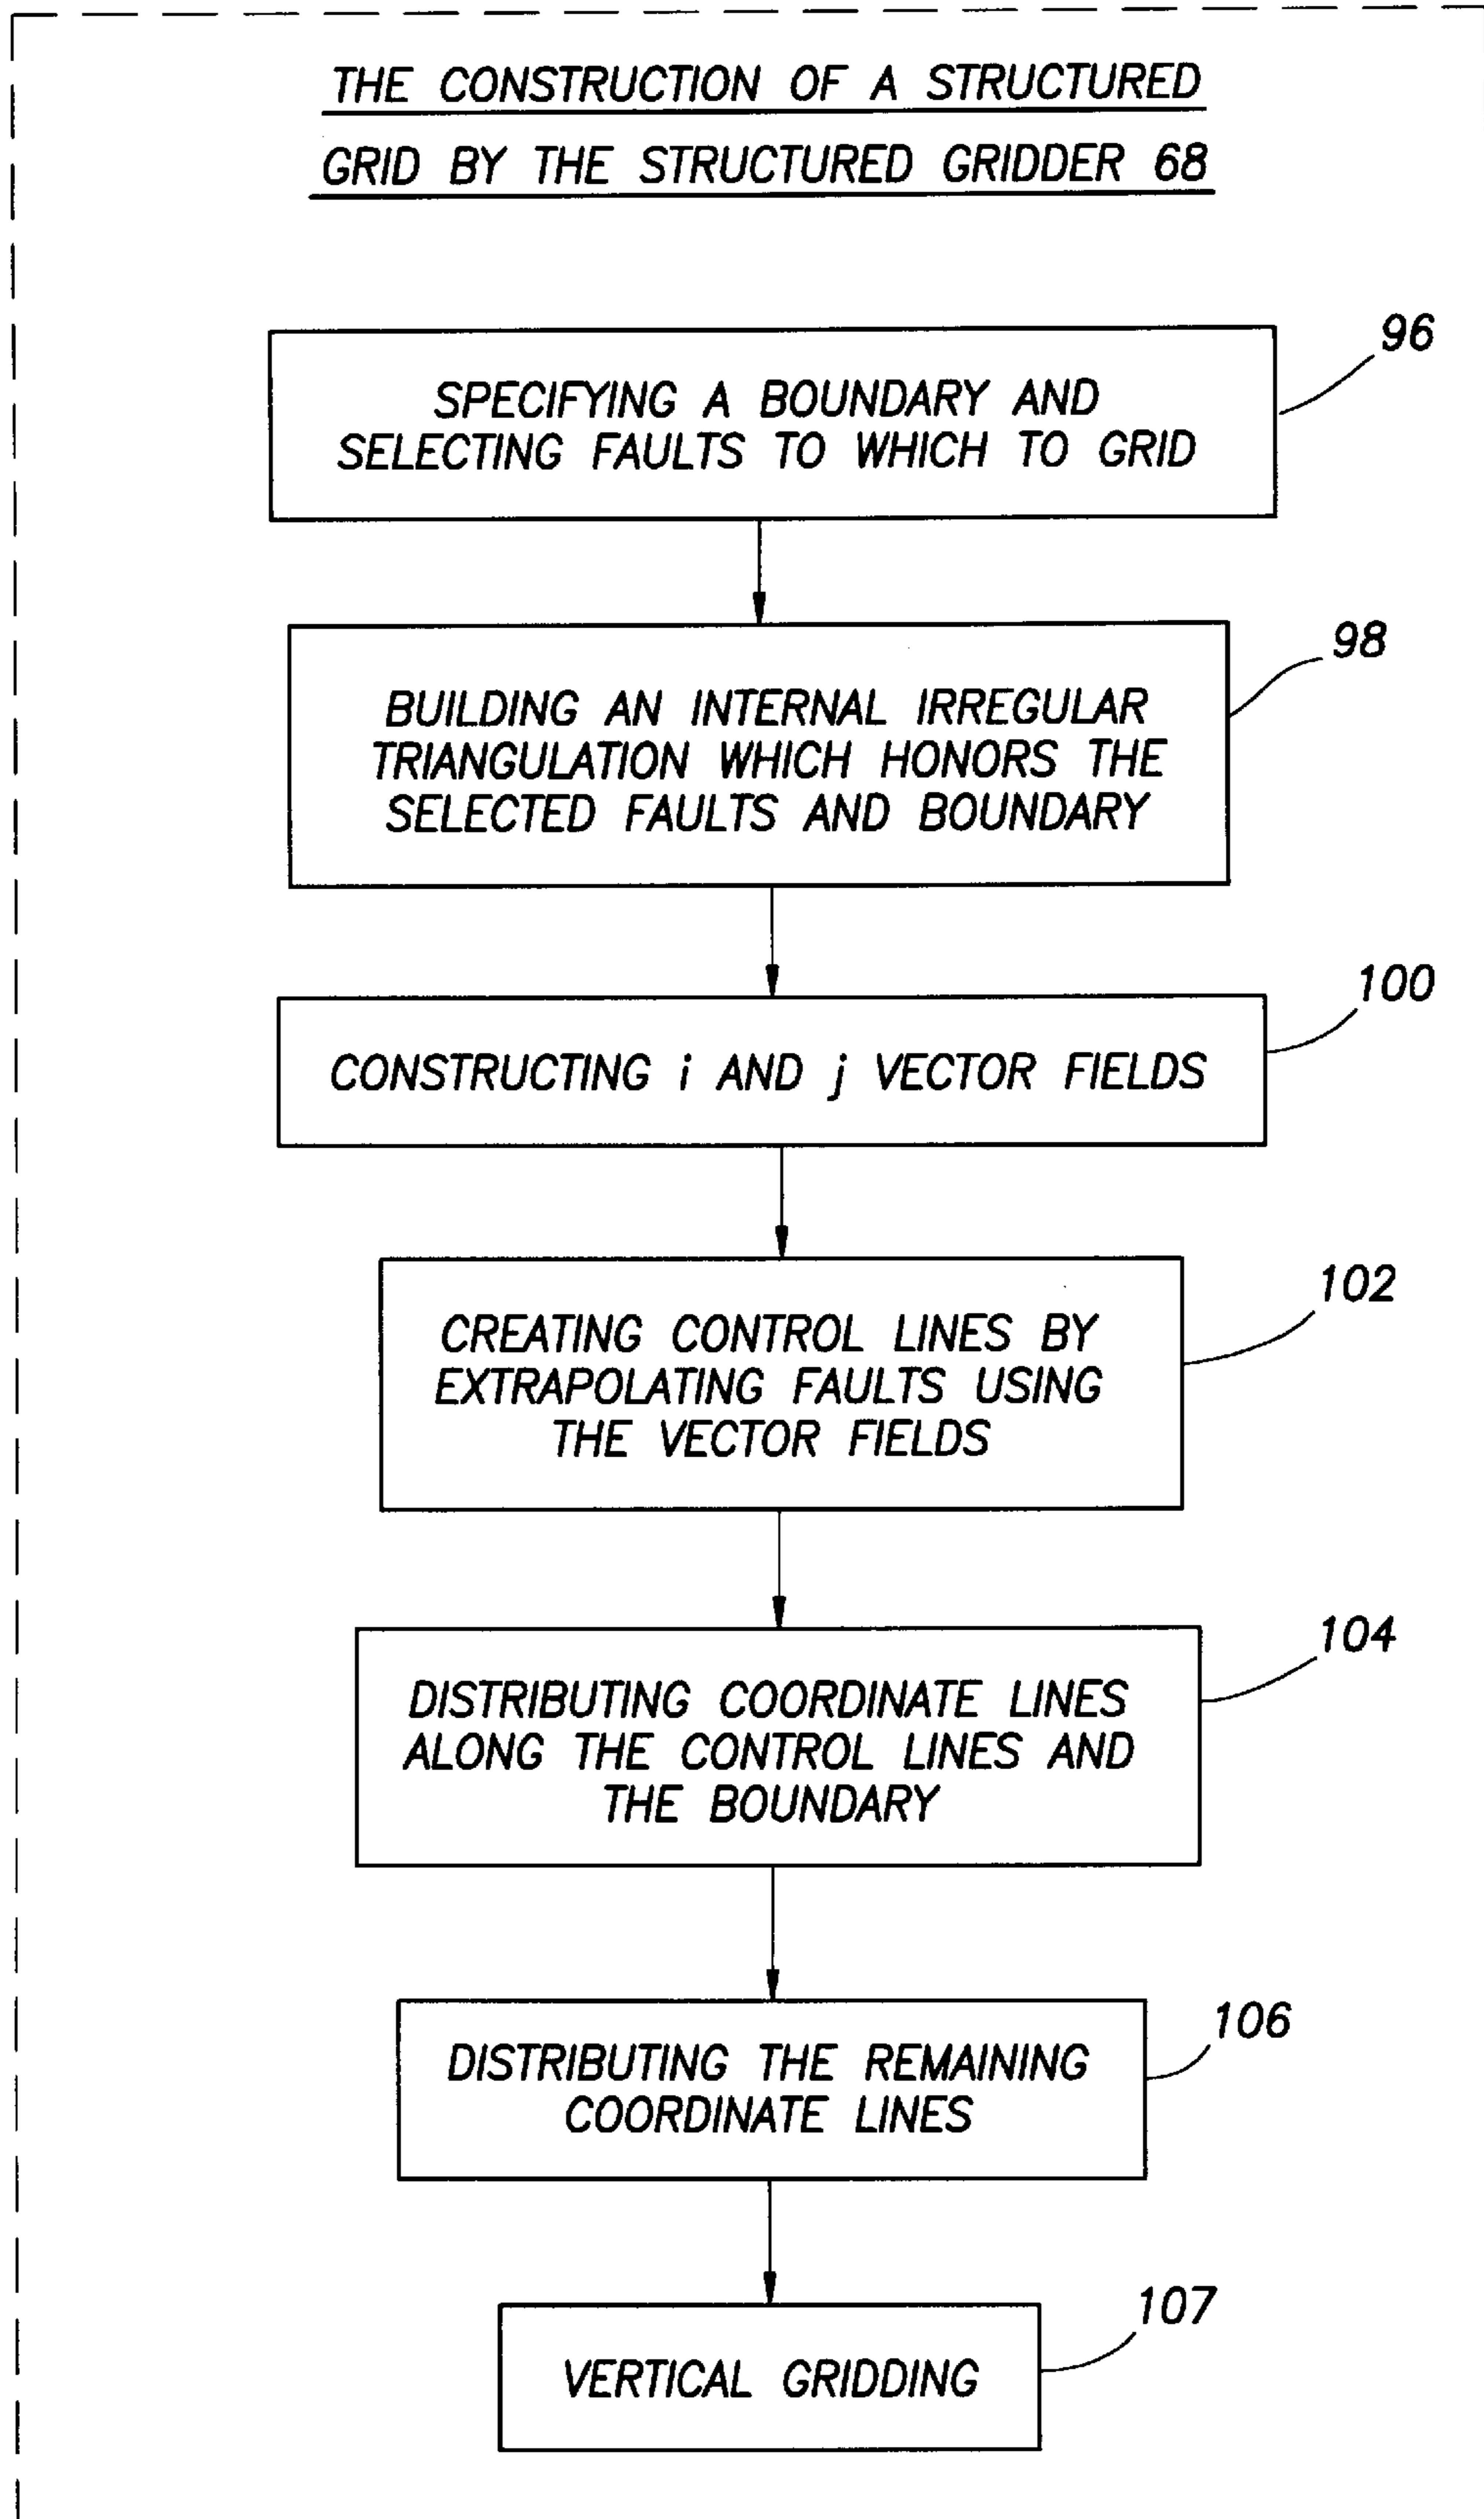 THE CONSTRUCTION OF A STRUCTURED
GRID BY THE STRUCTURED GRIDDER 68
96
SPECIFYING A BOUNDARY AND
SELECTING FAULTS TO WHICH TO GRID
98
BUILDING AN INTERNAL IRREGULAR
TRIANGULATION WHICH HONORS THE
SELECTED FAULTS AND BOUNDARY
100
CONSTRUCTING i AND j VECTOR FIELDS
102
CREATING CONTROL LINES BY
EXTRAPOLATING FAULTS USING
THE VECTOR FIELDS
104
DISTRIBUTING COORDINATE LINES
ALONG THE CONTROL LINES AND
THE BOUNDARY
106
DISTRIBUTING THE REMAINING
COORDINATE LINES
107
VERTICAL GRIDDING